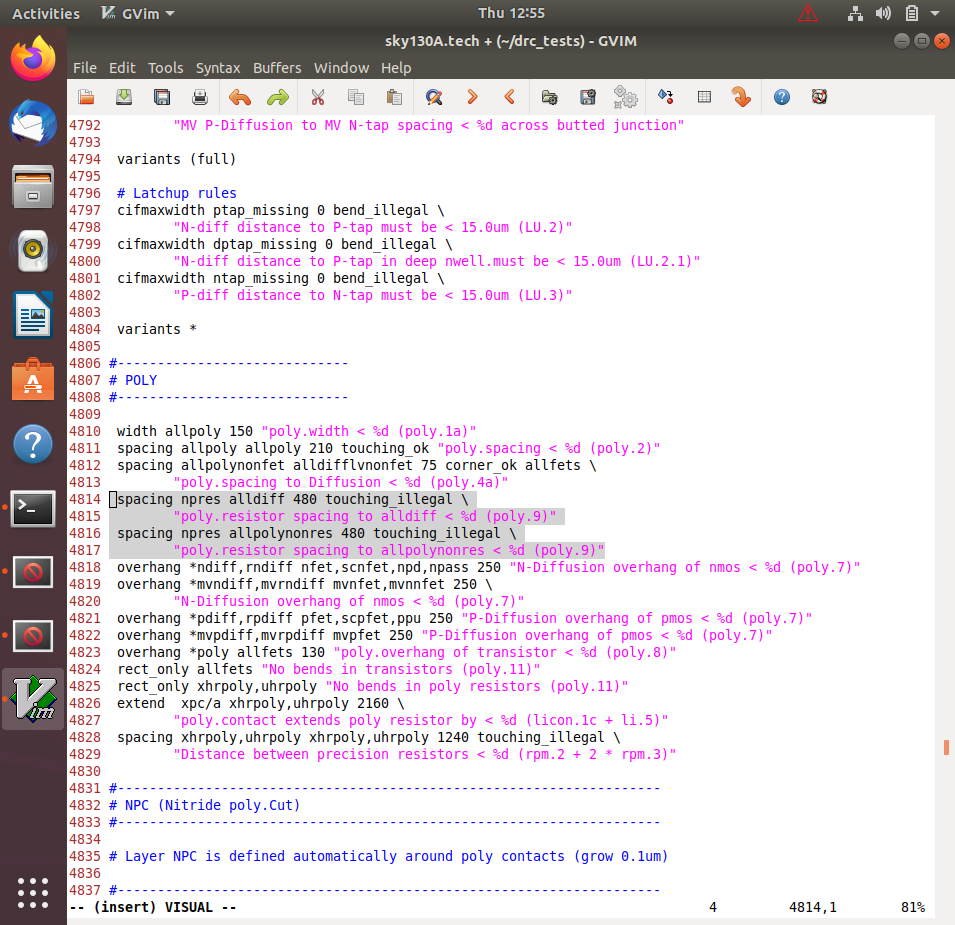 Activities GVim Thu 12:55
sky130A.tech + (~/drc_tests) - GVIM
File Edit Tools Syntax Buffers Window Help
4792 "MV P-Diffusion to MV N-tap spacing < %d across butted junction"
4793
4794 variants (full)
4795
4796 # Latchup rules
4797 cifmaxwidth ptap_missing 0 bend_illegal \
4798 "N-diff distance to P-tap must be < 15.0um (LU.2)"
4799 cifmaxwidth dptap_missing 0 bend_illegal \
4800 "N-diff distance to P-tap in deep nwell.must be < 15.0um (LU.2.1)"
4801 cifmaxwidth ntap_missing 0 bend_illegal \
4802 "P-diff distance to N-tap must be < 15.0um (LU.3)"
4803
4804 variants *
4805
4806 #-----------------------------
4807 # POLY
4808 #-----------------------------
4809
4810 width allpoly 150 "poly.width < %d (poly.1a)"
4811 spacing allpoly allpoly 210 touching_ok "poly.spacing < %d (poly.2)"
4812 spacing allpolynonfet alldifflvnonfet 75 corner_ok allfets \
4813 "poly.spacing to Diffusion < %d (poly.4a)"
4814 spacing npres alldiff 480 touching_illegal \
4815 "poly.resistor spacing to alldiff < %d (poly.9)"
4816 spacing npres allpolynonres 480 touching_illegal \
4817 "poly.resistor spacing to allpolynonres < %d (poly.9)"
4818 overhang *ndiff,rndiff nfet,scnfet,npd,npass 250 "N-Diffusion overhang of nmos < %d (poly.7)"
4819 overhang *mvndiff,mvrndiff mvnfet,mvnnfet 250 \
4820 "N-Diffusion overhang of nmos < %d (poly.7)"
4821 overhang *pdiff,rpdiff pfet,scpfet,ppu 250 "P-Diffusion overhang of pmos < %d (poly.7)"
4822 overhang *mvpdiff,mvrpdiff mvpfet 250 "P-Diffusion overhang of pmos < %d (poly.7)"
4823 overhang *poly allfets 130 "poly.overhang of transistor < %d (poly.8)"
4824 rect_only allfets "No bends in transistors (poly.11)"
4825 rect_only xhrpoly,uhrpoly "No bends in poly resistors (poly.11)"
4826 extend  xpc/a xhrpoly,uhrpoly 2160 \
4827 "poly.contact extends poly resistor by < %d (licon.1c + li.5)"
4828 spacing xhrpoly,uhrpoly xhrpoly,uhrpoly 1240 touching_illegal \
4829 "Distance between precision resistors < %d (rpm.2 + 2 * rpm.3)"
4830
4831 #--------------------------------------------------------------------
4832 # NPC (Nitride poly.Cut)
4833 #--------------------------------------------------------------------
4834
4835 # Layer NPC is defined automatically around poly contacts (grow 0.1um)
4836
4837 #--------------------------------------------------------------------
-- (insert) VISUAL -- 4 4814,1 81%